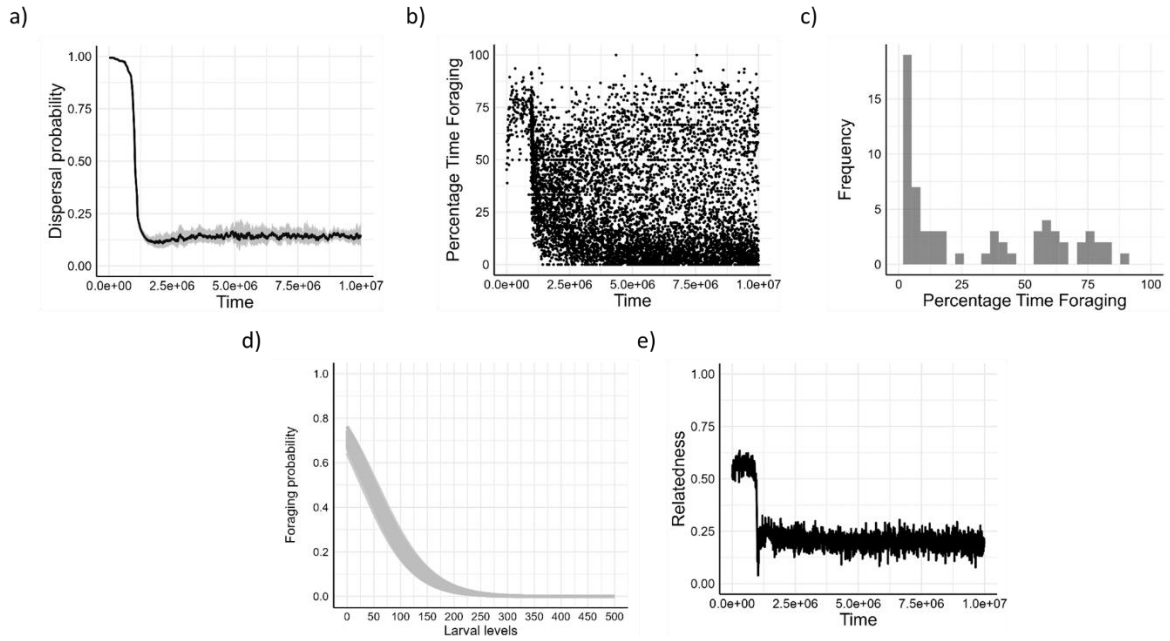 a)
Dispersal probability
1.00
0.75
0.50
0.25
0.00
0.0e+00 2.5e+06 5.0e+06 7.5e+06 1.0e+07
Time
b)
Percentage Time Foraging
100
75
50
25
0
0.0e+00 2.5e+06 5.0e+06 7.5e+06 1.0e+07
Time
c)
Frequency
15
10
5
0
0 25 50 75 100
Percentage Time Foraging
d)
Foraging probability
1.0
0.8
0.6
0.4
0.2
0.0
0 50 100 150 200 250 300 350 400 450 500
Larval levels
e)
Relatedness
1.00
0.75
0.50
0.25
0.00
0.0e+00 2.5e+06 5.0e+06 7.5e+06 1.0e+07
Time